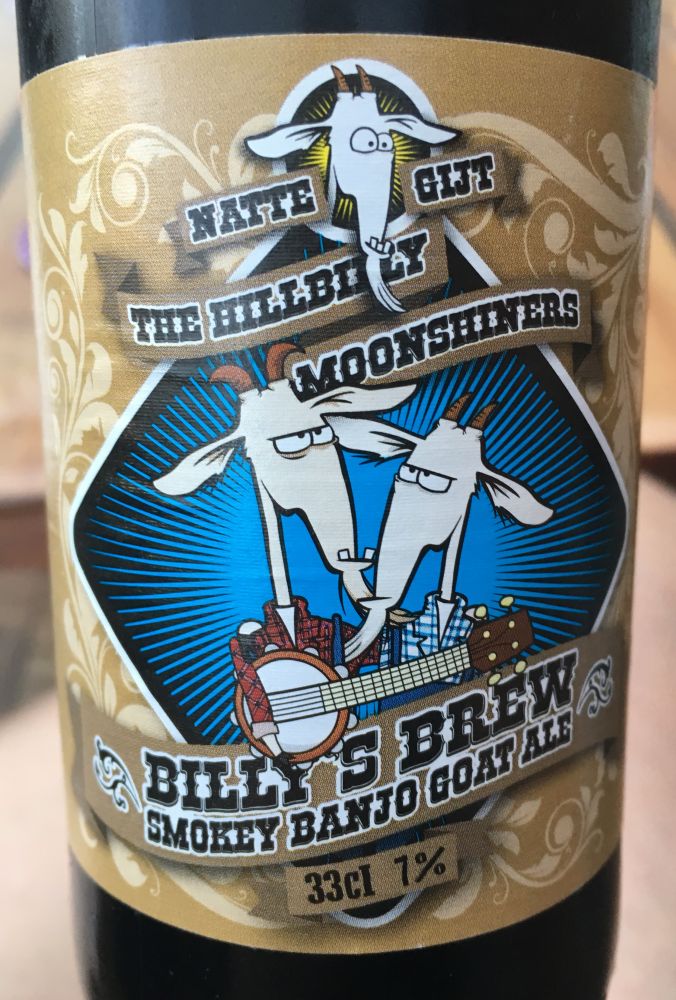 NATTE GIJT
THE HILLBILLY
MOONSHINERS
BILLY'S BREW
SMOKEY BANJO GOAT ALE
33cl 7%